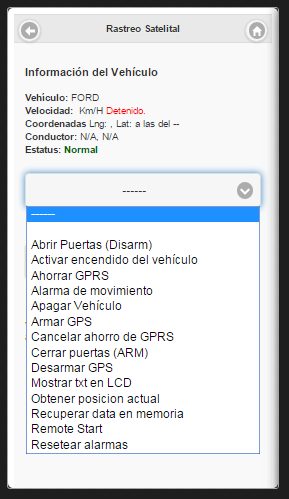 Rastreo Satelital
Información del Vehículo
Vehículo: FORD
Velocidad: Km/H Detenido.
Coordenadas Lng: , Lat: a las del --
Conductor: N/A, N/A
Estatus: Normal
------
------
Abrir Puertas (Disarm)
Activar encendido del vehículo
Ahorrar GPRS
Alarma de movimiento
Apagar Vehículo
Armar GPS
Cancelar ahorro de GPRS
Cerrar puertas (ARM)
Desarmar GPS
Mostrar txt en LCD
Obtener posicion actual
Recuperar data en memoria
Remote Start
Resetear alarmas